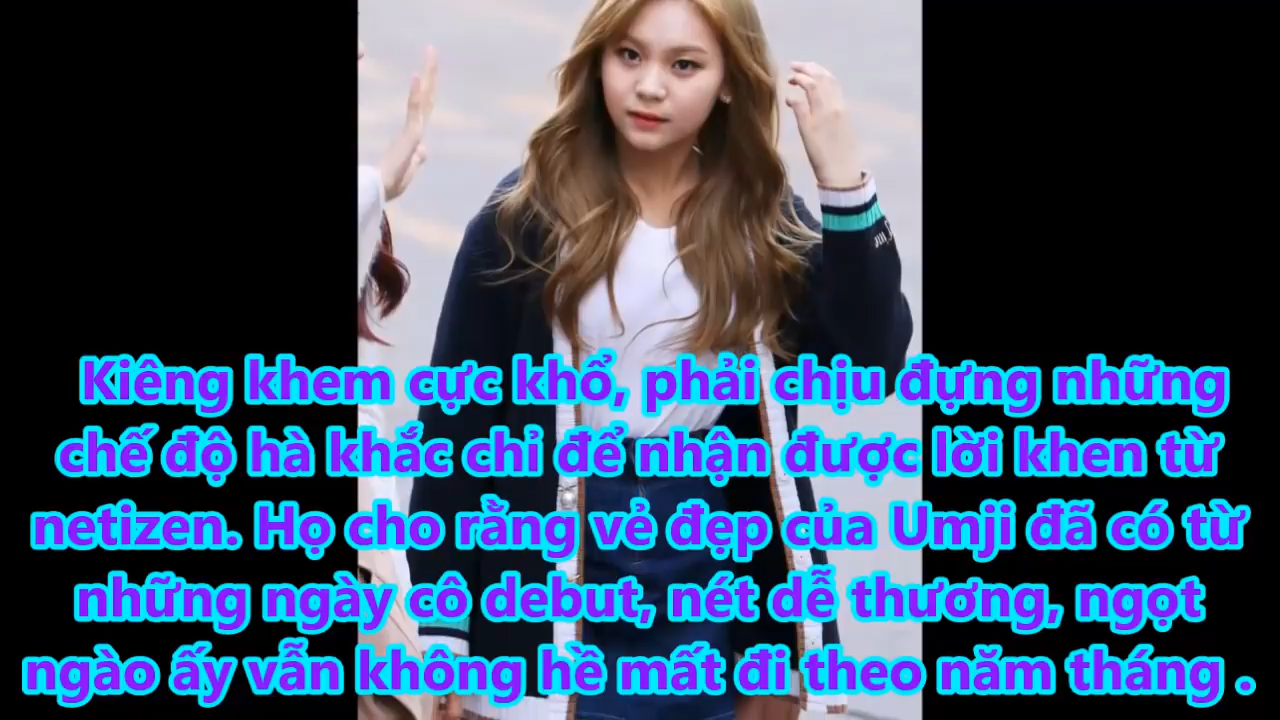 Kiêng khem cực khổ, phải chịu đựng những
chế độ hà khắc chỉ để nhận được lời khen từ
netizen. Họ cho rằng vẻ đẹp của Umji đã có từ
những ngày cô debut, nét dễ thương, ngọt
ngào ấy vẫn không hề mất đi theo năm tháng .